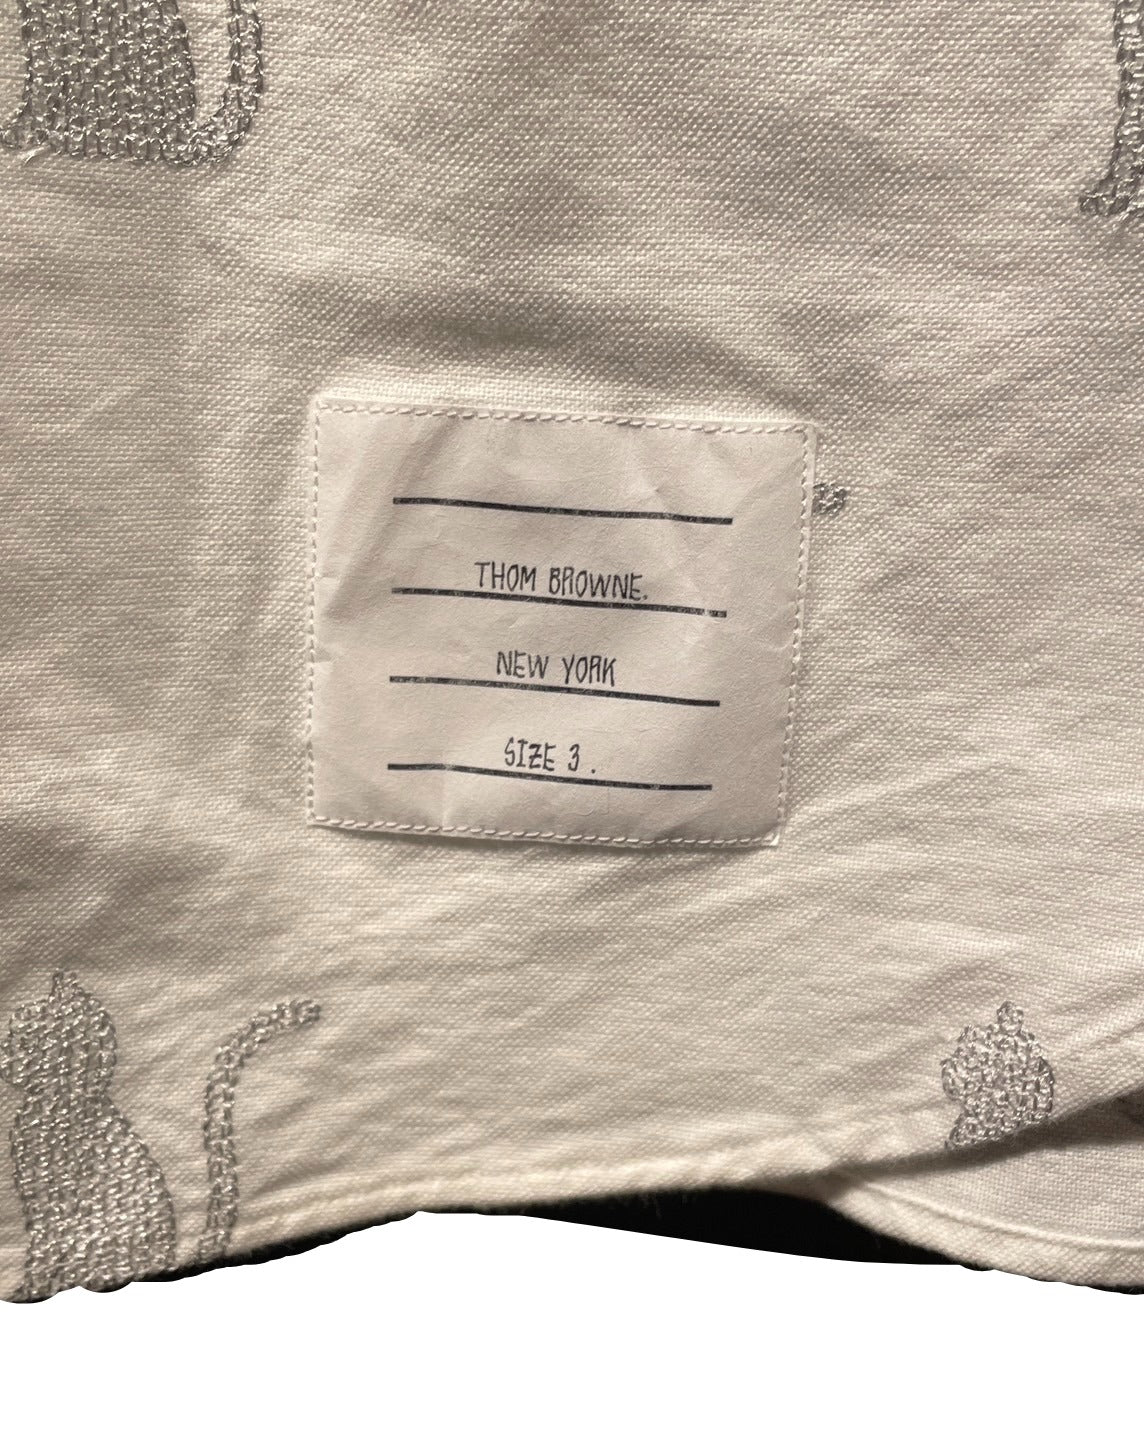 THOM BROWNE.
NEW YORK
SIZE 3 .